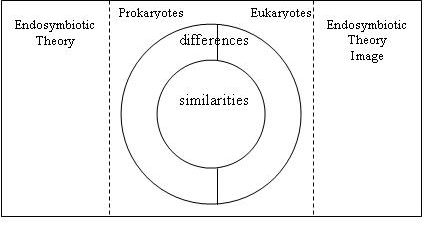 Endosymbiotic
Theory
Prokaryotes
Eukaryotes
differences
similarities
Endosymbiotic
Theory
Image